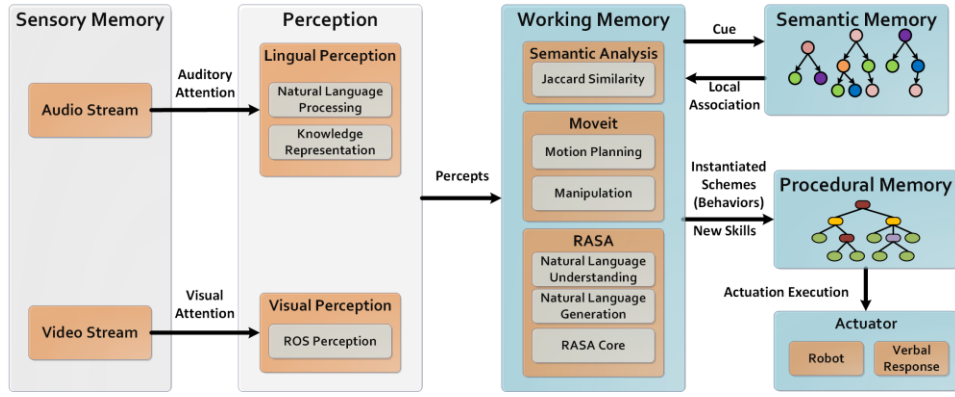 Sensory Memory
Audio Stream
Video Stream
Auditory
Attention
Visual
Attention
Perception
Lingual Perception
Natural Language
Processing
Knowledge
Representation
Visual Perception
ROS Perception
Percepts
Working Memory
Semantic Analysis
Jaccard Similarity
Moveit
Motion Planning
Manipulation
RASA
Natural Language
Understanding
Natural Language
Generation
RASA Core
Cue
Local
Association
Instantiated
Schemes
(Behaviors)
New Skills
Semantic Memory
Procedural Memory
Actuation Execution
Actuator
Robot
Verbal
Response